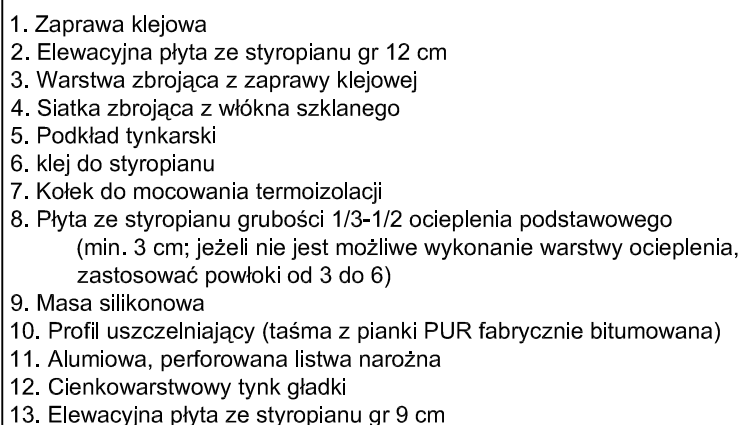 1. Zaprawa klejowa
2. Elewacyjna płyta ze styropianu gr 12 cm
3. Warstwa zbrojąca z zaprawy klejowej
4. Siatka zbrojąca z włókna szklanego
5. Podkład tynkarski
6. klej do styropianu
7. Kołek do mocowania termoizolacji
8. Płyta ze styropianu grubości 1/3-1/2 ocieplenia podstawowego
(min. 3 cm; jeżeli nie jest możliwe wykonanie warstwy ocieplenia,
zastosować powłoki od 3 do 6)
9. Masa silikonowa
10. Profil uszczelniający (taśma z pianki PUR fabrycznie bitumowana)
11. Alumiowa, perforowana listwa narożna
12. Cienkowarstwowy tynk gładki
13. Elewacyjna płyta ze styropianu gr 9 cm